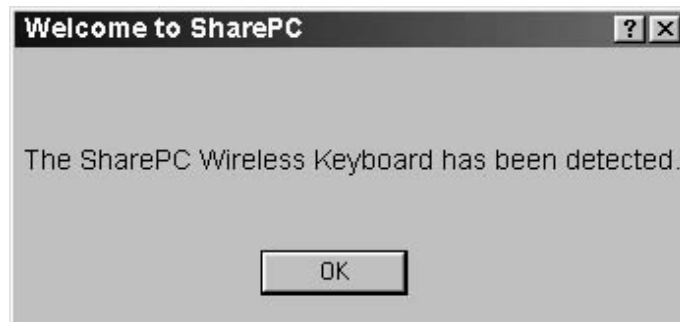 Welcome to SharePC
The SharePC Wireless Keyboard has been detected.
OK